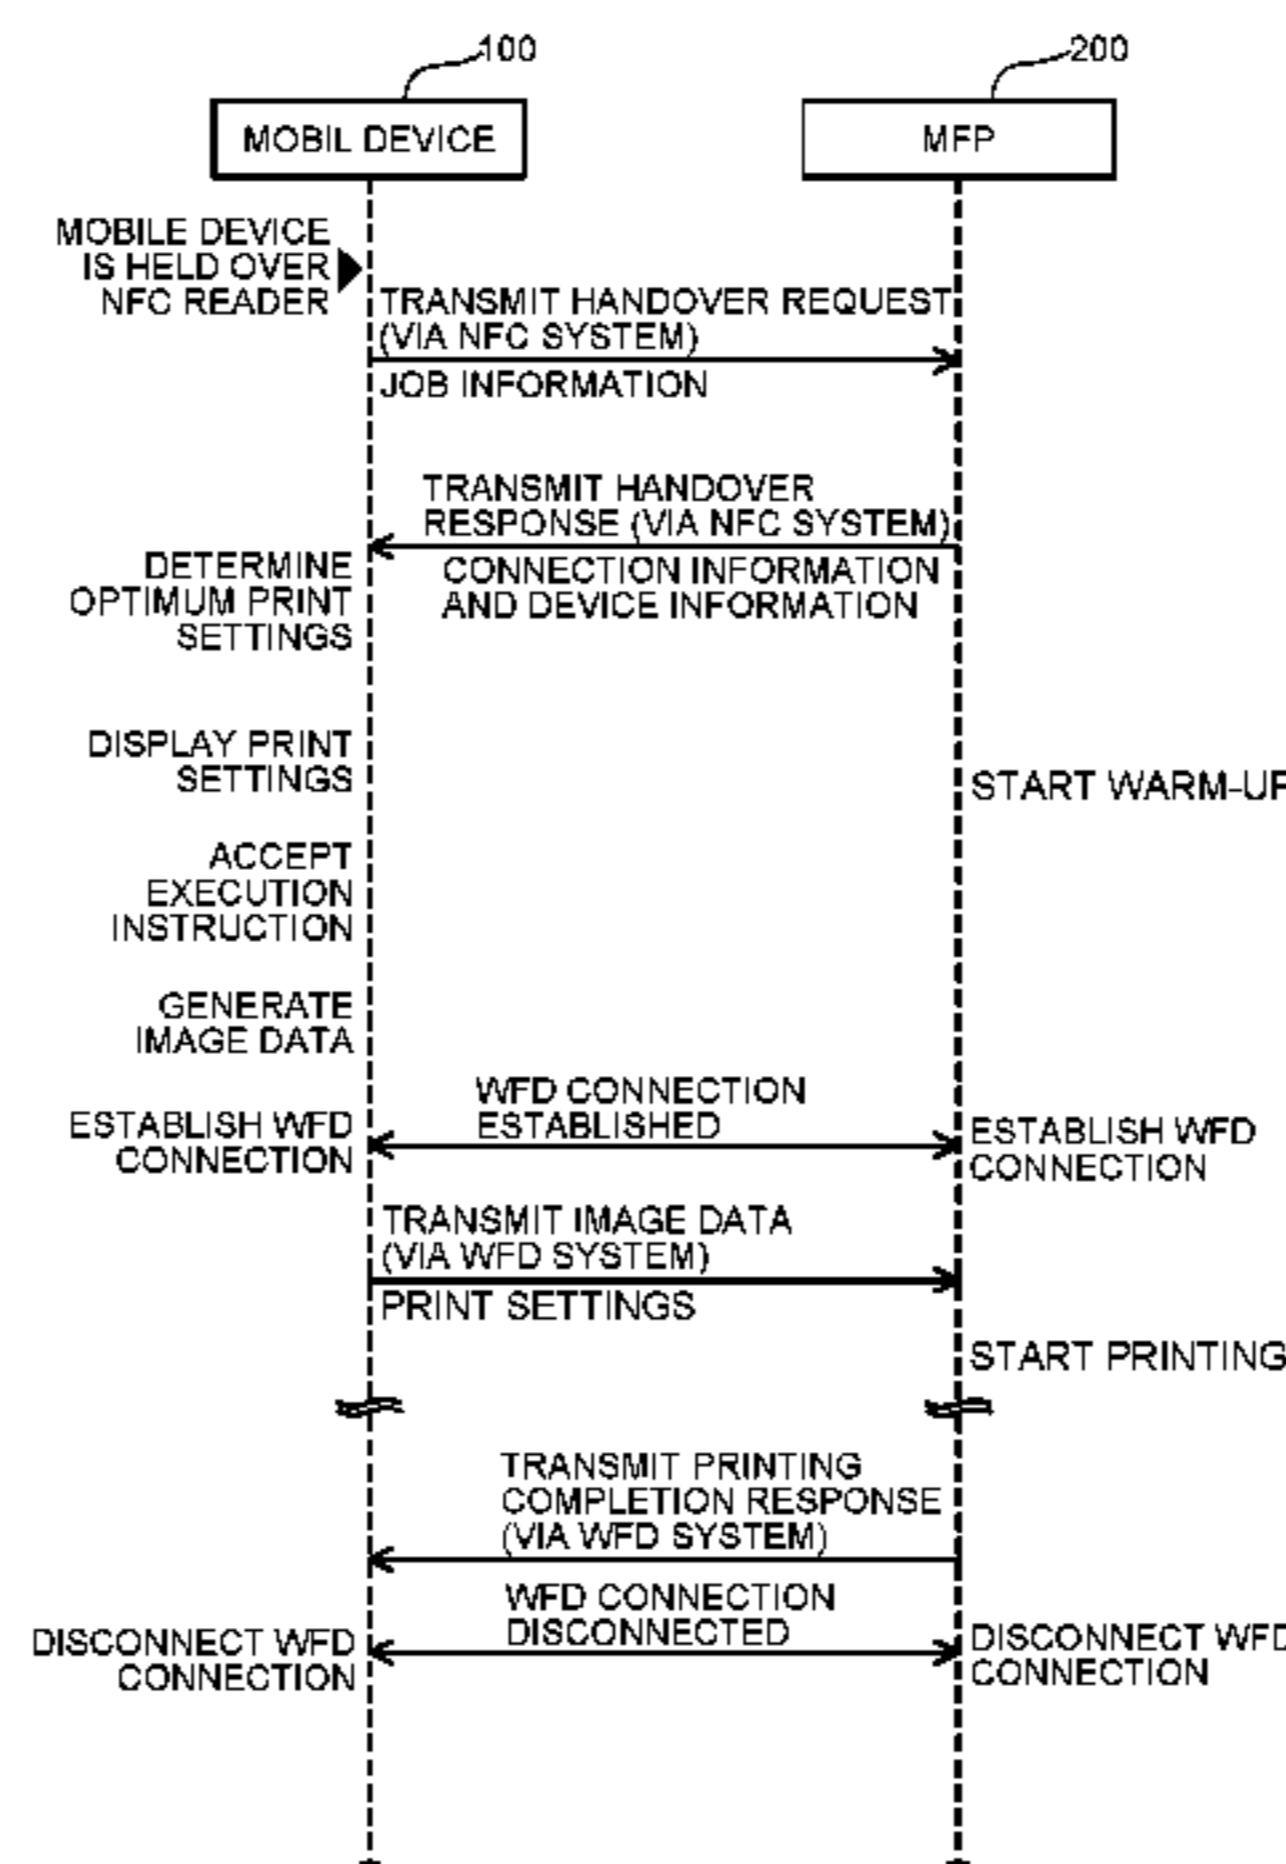 100
200
MOBIL DEVICE
MFP
MOBILE DEVICE
IS HELD OVER
NFC READER
TRANSMIT HANDOVER REQUEST
(VIA NFC SYSTEM)
JOB INFORMATION
TRANSMIT HANDOVER
RESPONSE (VIA NFC SYSTEM)
CONNECTION INFORMATION
AND DEVICE INFORMATION
DETERMINE
OPTIMUM PRINT
SETTINGS
DISPLAY PRINT
SETTINGS
START WARM-UP
ACCEPT
EXECUTION
INSTRUCTION
GENERATE
IMAGE DATA
WFD CONNECTION
ESTABLISHED
ESTABLISH WFD
CONNECTION
ESTABLISH WFD
CONNECTION
TRANSMIT IMAGE DATA
(VIA WFD SYSTEM)
PRINT SETTINGS
START PRINTING
TRANSMIT PRINTING
COMPLETION RESPONSE
(VIA WFD SYSTEM)
WFD CONNECTION
DISCONNECTED
DISCONNECT WFD
CONNECTION
DISCONNECT WFD
CONNECTION